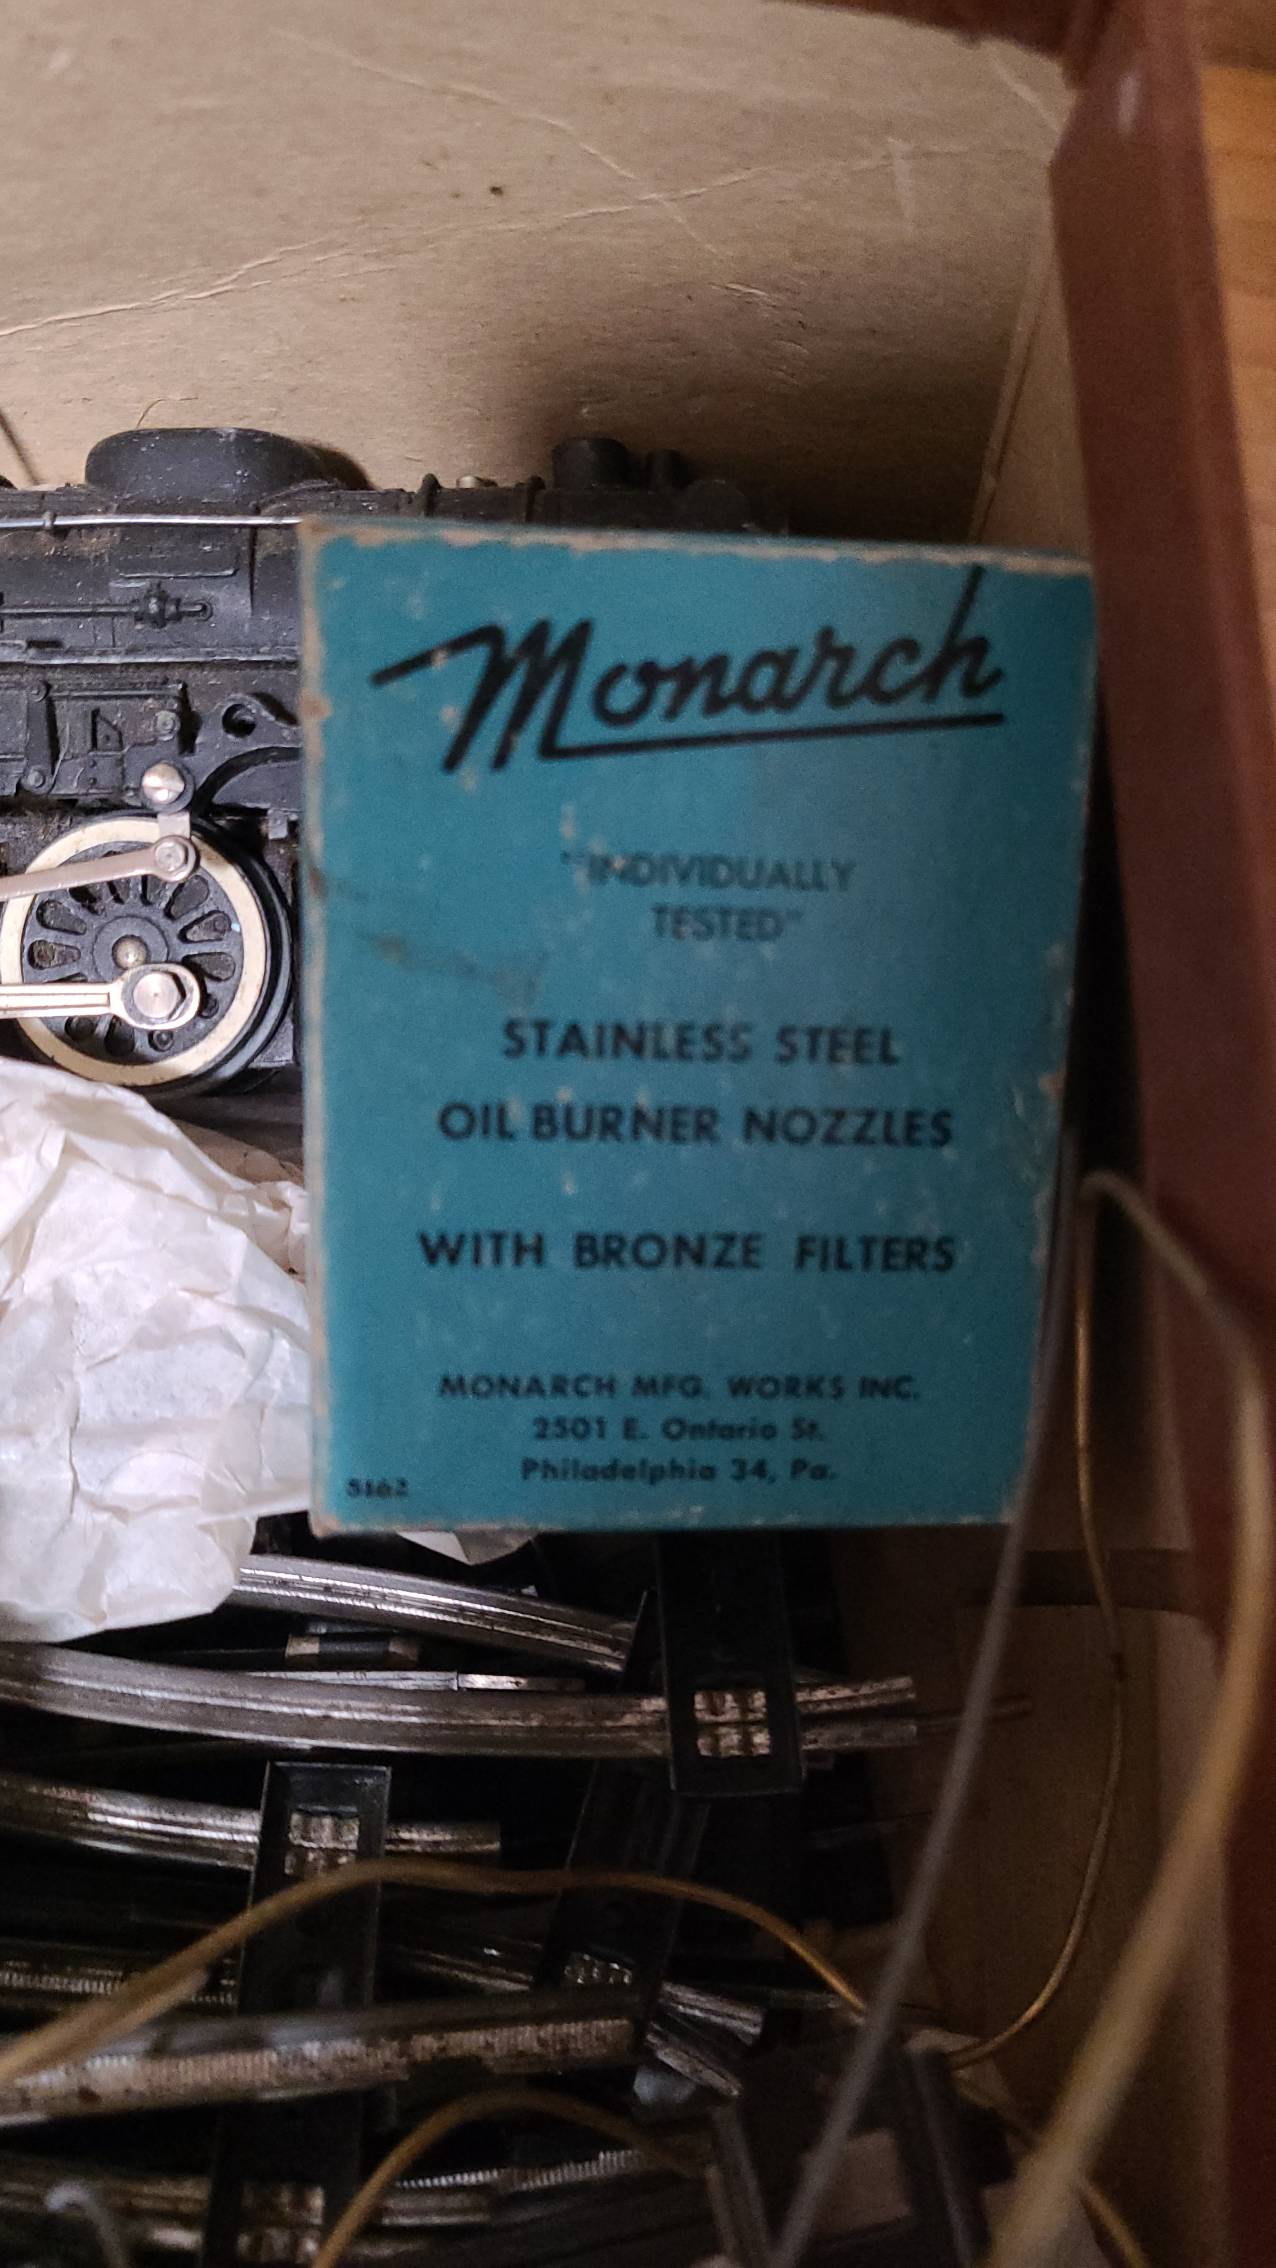 Monarch
"INDIVIDUALLY
TESTED"
STAINLESS STEEL
OIL BURNER NOZZLES
WITH BRONZE FILTERS
MONARCH MFG. WORKS INC.
2501 E. Ontario St.
Philadelphia 34, Pa.
5162